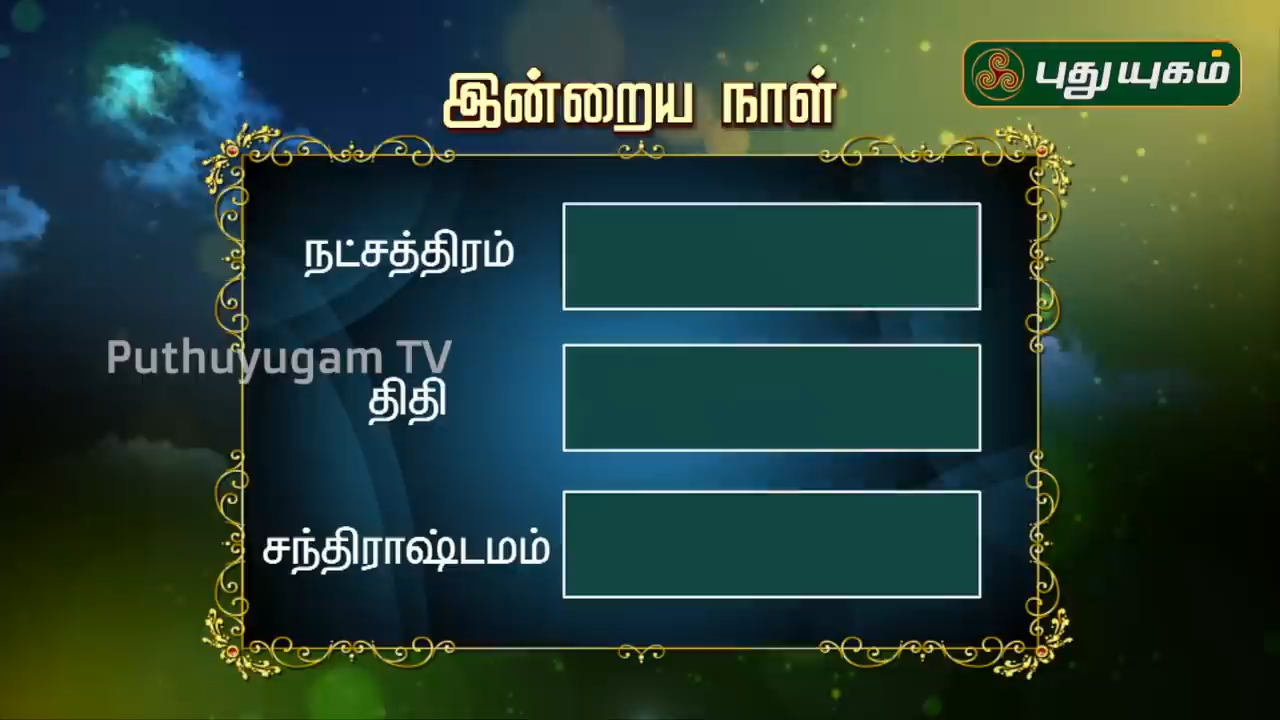 இன்றைய நாள்
புதுயுகம்
நட்சத்திரம்
Puthuyugam TV
திதி
சந்திராஷ்டமம்